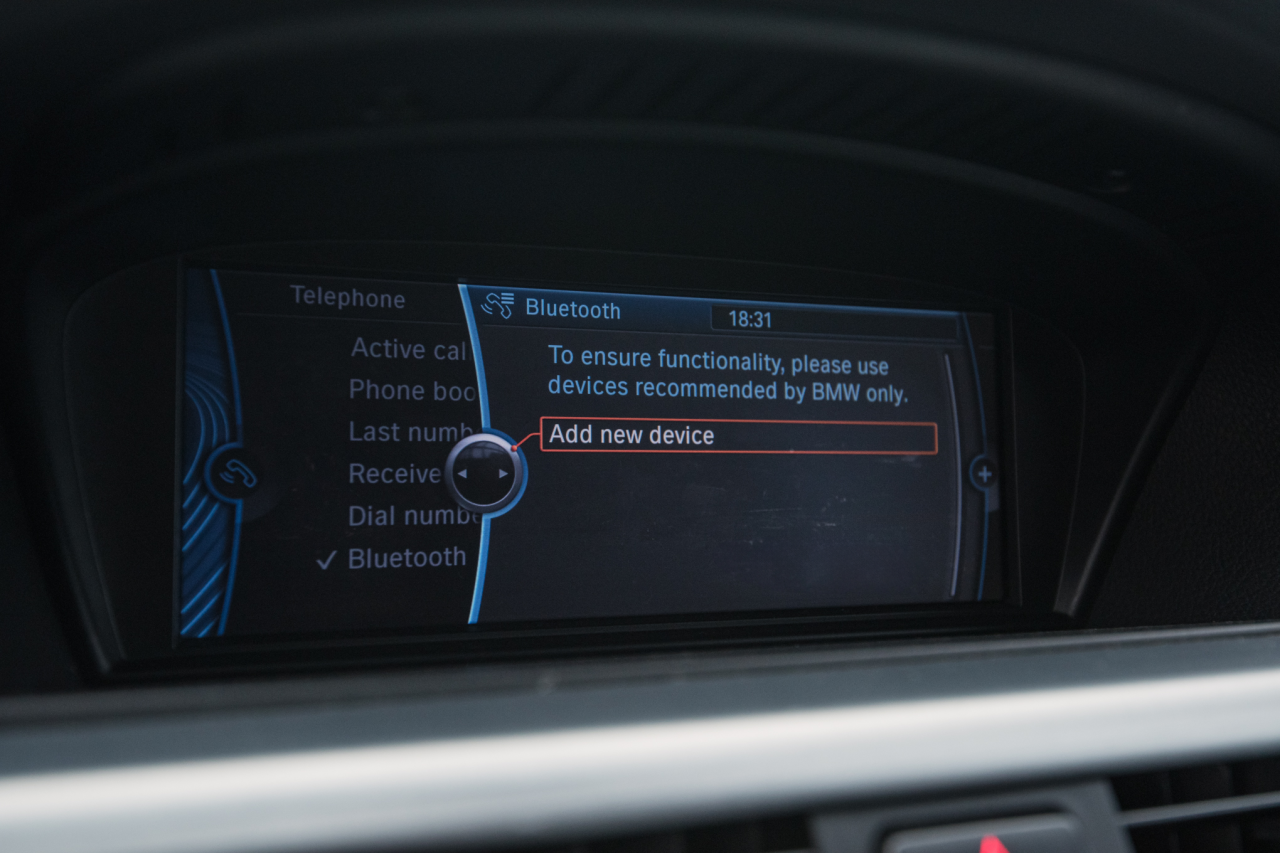 Telephone
Active cal
Phone boo
Last numb
Receive
Dial numbe
Bluetooth
Bluetooth
18:31
To ensure functionality, please use
devices recommended by BMW only.
Add new device